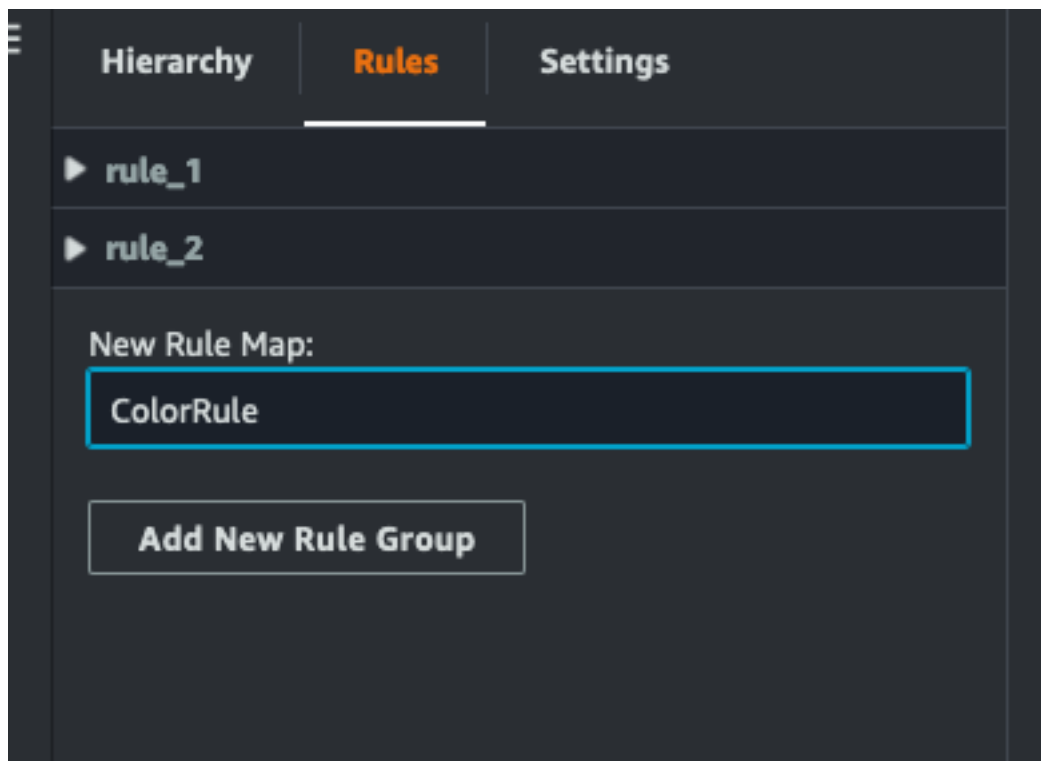 Hierarchy Rules Settings
rule_1
rule_2
New Rule Map:
ColorRule
Add New Rule Group